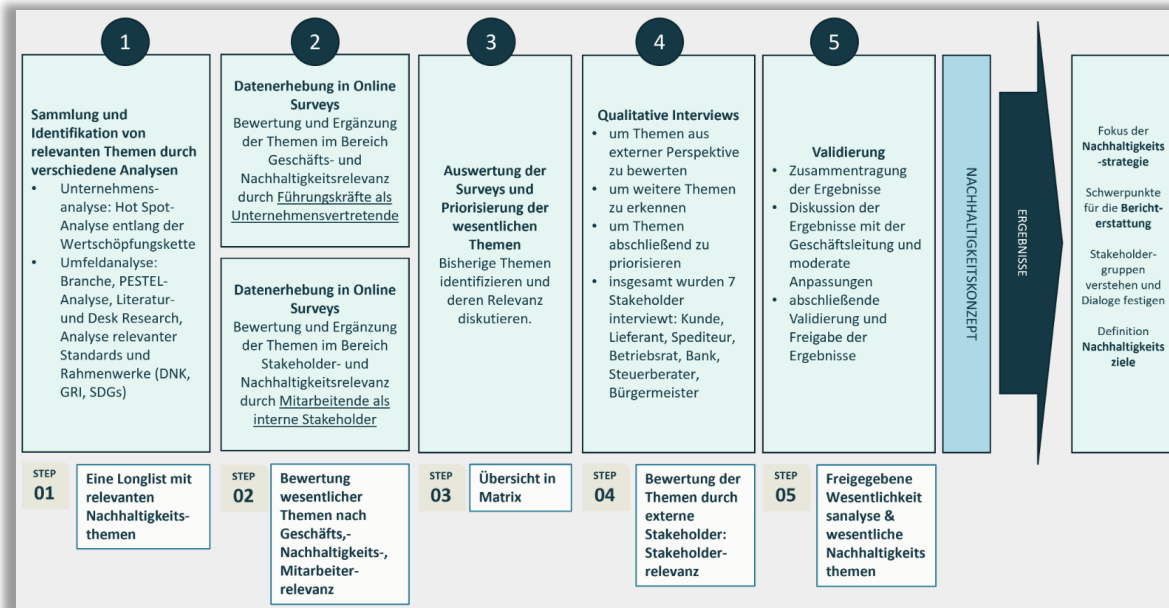 1
Sammlung und
Identifikation von
relevanten Themen durch
verschiedene Analysen
• Unternehmens-
analyse: Hot Spot-
Analyse entlang der
Wertschöpfungskette
• Umfeldanalyse:
Branche, PESTEL-
Analyse, Literatur-
und Desk Research,
Analyse relevanter
Standards und
Rahmenwerke (DNK,
GRI, SDGs)
2
Datenerhebung in Online
Surveys
Bewertung und Ergänzung
der Themen im Bereich
Geschäfts- und
Nachhaltigkeitsrelevanz
durch Führungskräfte als
Unternehmensvertretende
Datenerhebung in Online
Surveys
Bewertung und Ergänzung
der Themen im Bereich
Stakeholder- und
Nachhaltigkeitsrelevanz
durch Mitarbeitende als
interne Stakeholder
3
Auswertung der
Surveys und
Priorisierung der
wesentlichen
Themen
Bisherige Themen
identifizieren und
deren Relevanz
diskutieren.
4
Qualitative Interviews
• um Themen aus
externer Perspektive
zu bewerten
• um weitere Themen
zu erkennen
• um Themen
abschließend zu
priorisieren
• insgesamt wurden 7
Stakeholder
interviewt: Kunde,
Lieferant, Spediteur,
Betriebsrat, Bank,
Steuerberater,
Bürgermeister
5
Validierung
• Zusammentragung
der Ergebnisse
• Diskussion der
Ergebnisse mit der
Geschäftsleitung und
moderate
Anpassungen
• abschließende
Validierung und
Freigabe der
Ergebnisse
NACHHALTIGKEITSKONZEPT
ERGEBNISSE
Fokus der
Nachhaltigkeits
-strategie
Schwerpunkte
für die Bericht-
erstattung
Stakeholder-
gruppen
verstehen und
Dialoge festigen
Definition
Nachhaltigkeits
ziele
STEP
01
Eine Longlist mit
relevanten
Nachhaltigkeits-
themen
STEP
02
Bewertung
wesentlicher
Themen nach
Geschäfts,-
Nachhaltigkeits-,
Mitarbeiter-
relevanz
STEP
03
Übersicht in
Matrix
STEP
04
Bewertung der
Themen durch
externe
Stakeholder:
Stakeholder-
relevanz
STEP
05
Freigegebene
Wesentlichkeit
sanalyse &
wesentliche
Nachhaltigkeits
themen